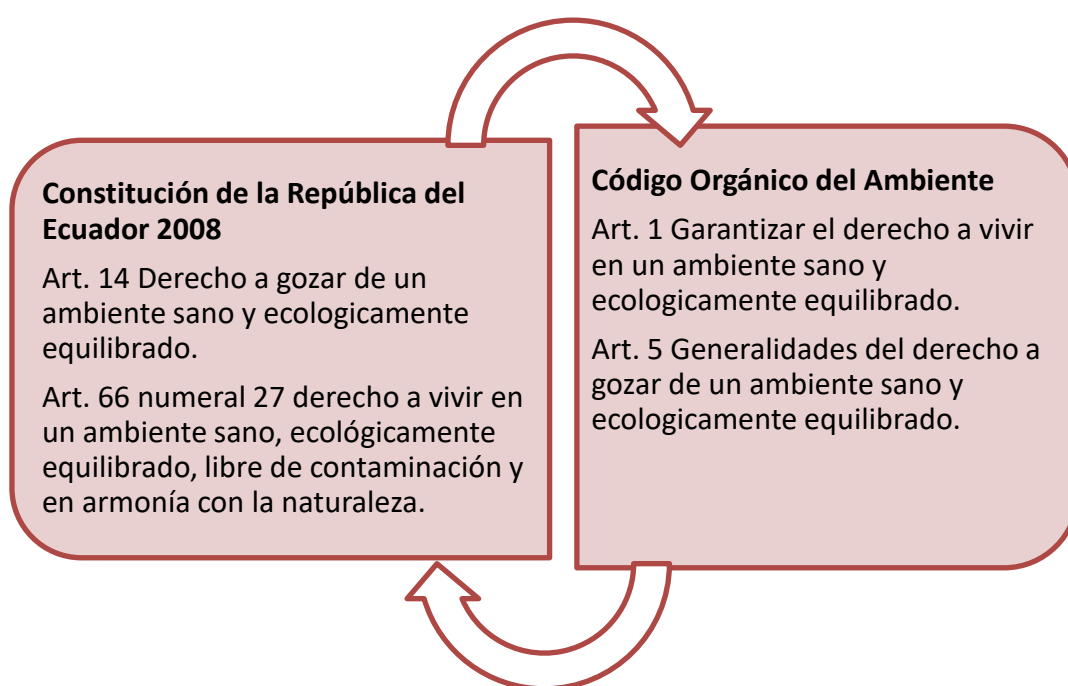 Constitución de la República del
Ecuador 2008
Art. 14 Derecho a gozar de un
ambiente sano y ecologicamente
equilibrado.
Art. 66 numeral 27 derecho a vivir en
un ambiente sano, ecológicamente
equilibrado, libre de contaminación y
en armonía con la naturaleza.
Código Orgánico del Ambiente
Art. 1 Garantizar el derecho a vivir
en un ambiente sano y
ecologicamente equilibrado.
Art. 5 Generalidades del derecho a
gozar de un ambiente sano y
ecologicamente equilibrado.